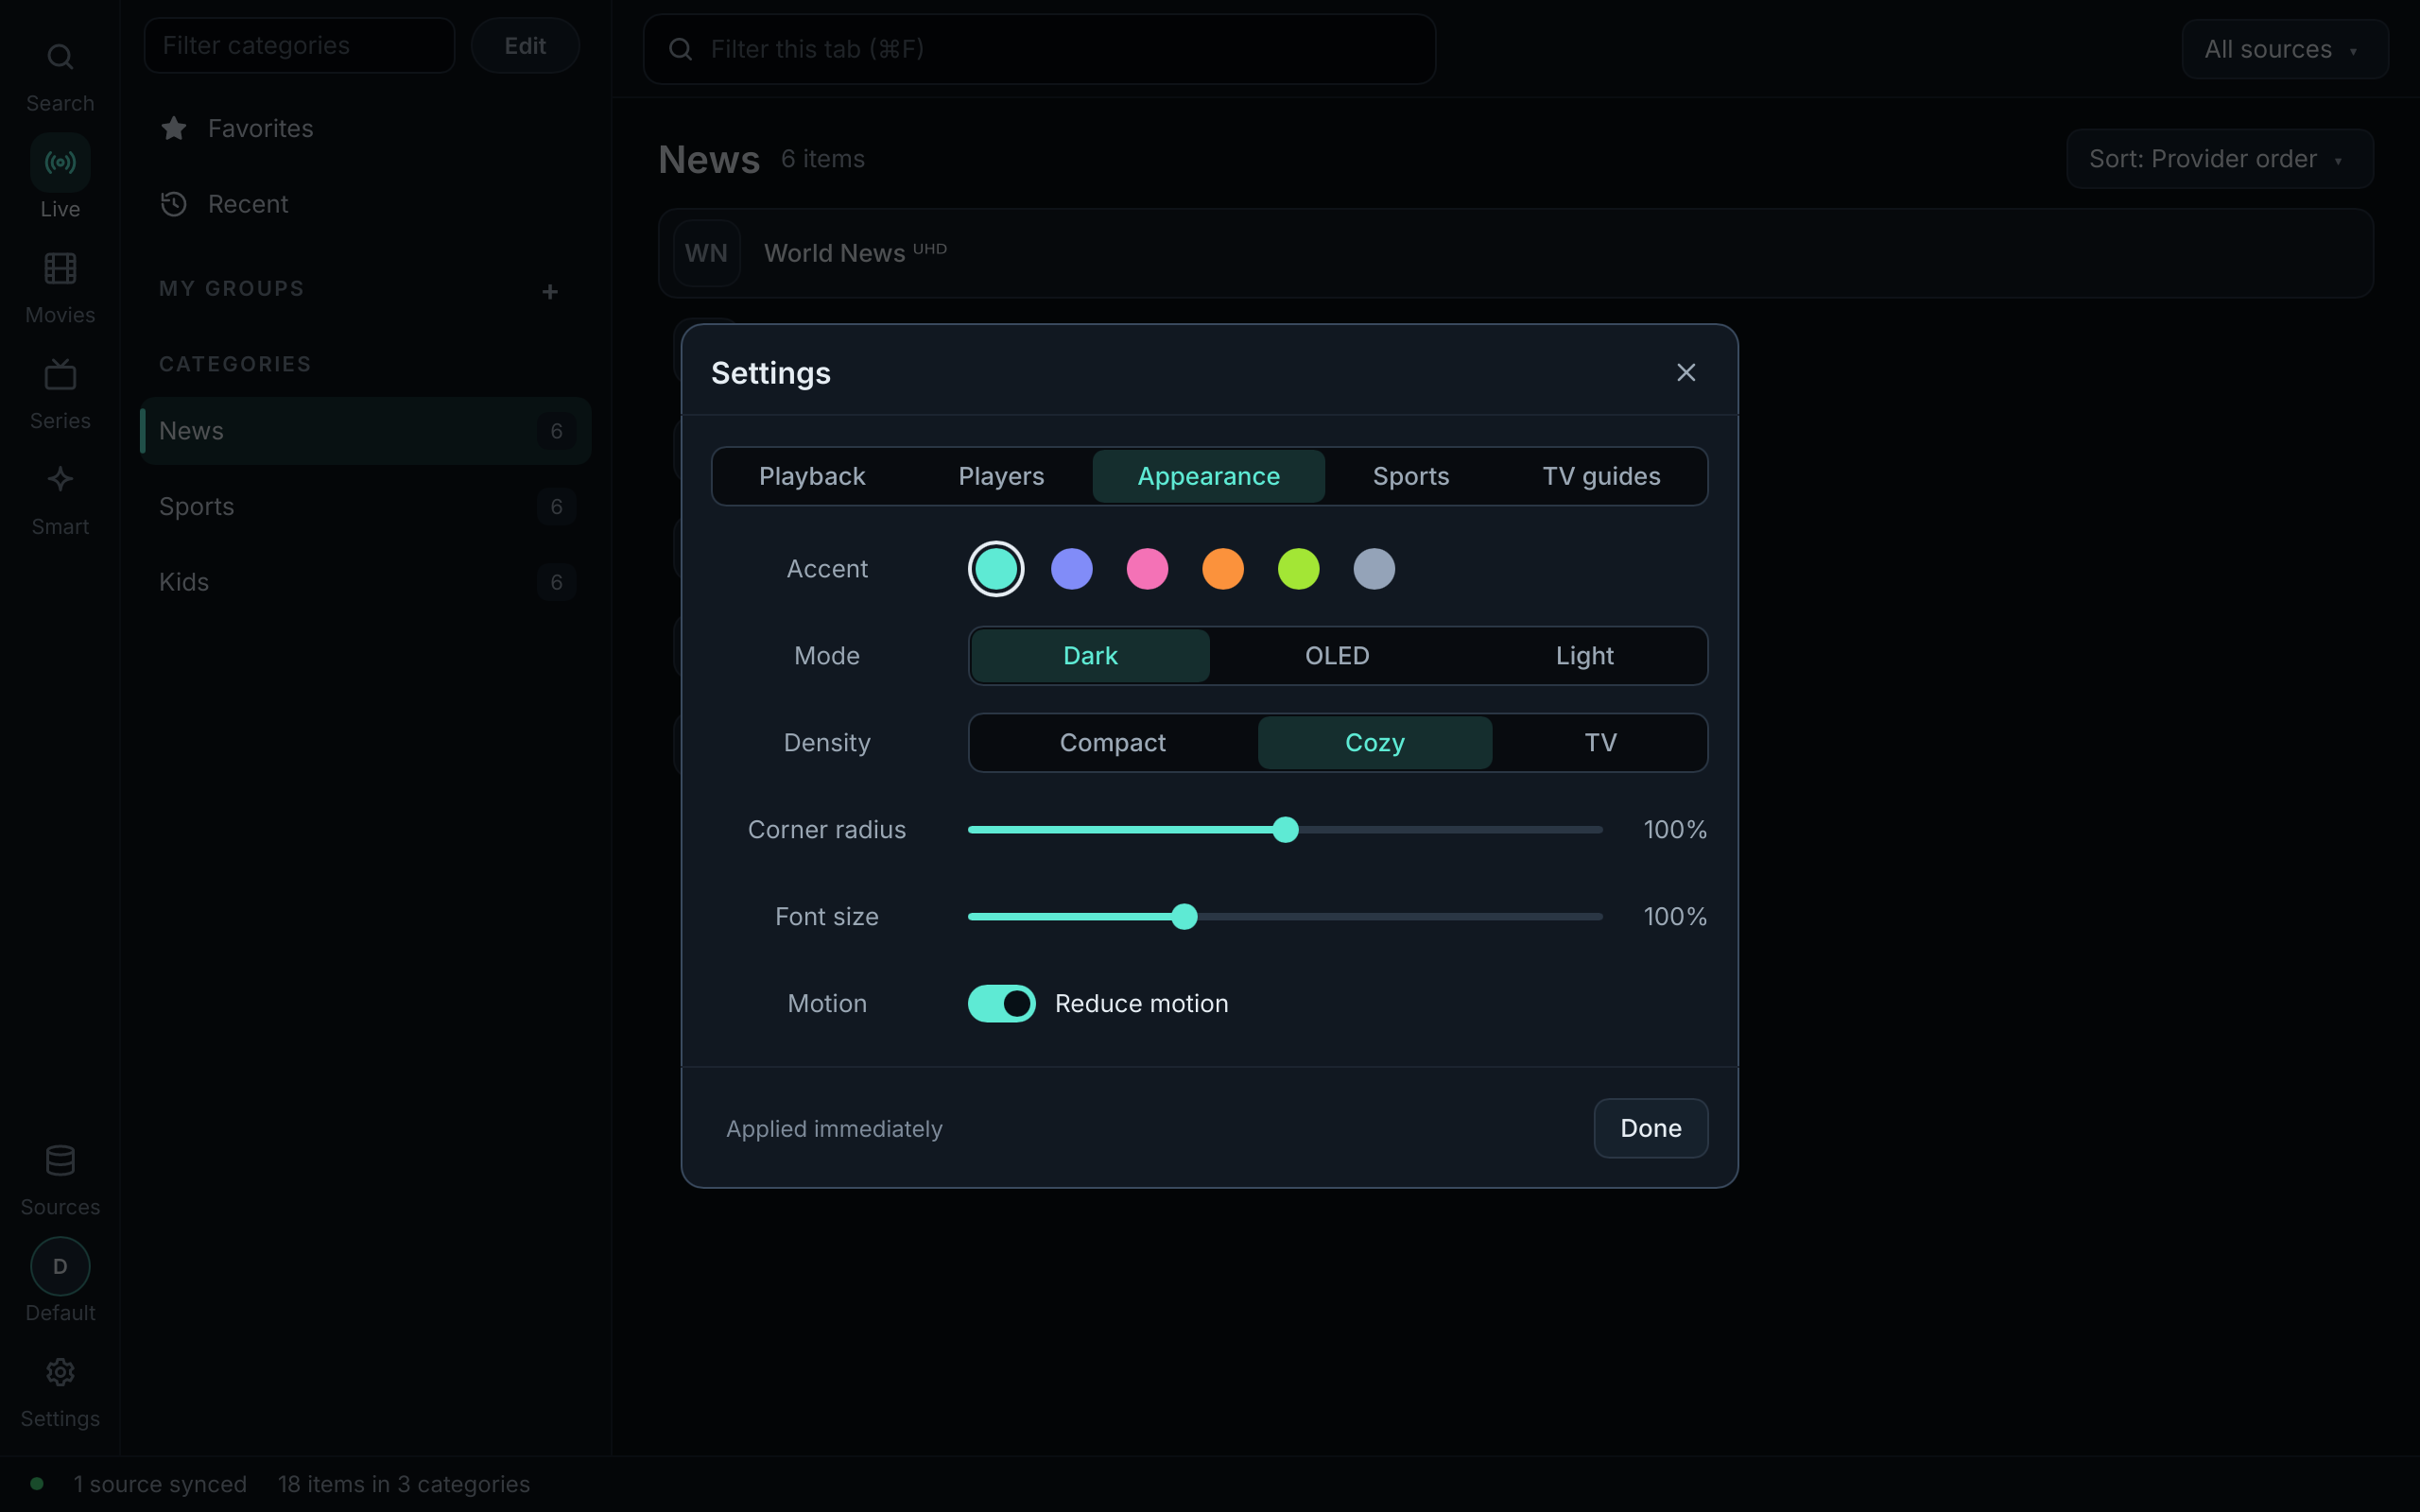 Search
Live
Movies
Series
Smart
Sources
D
Default
Settings
Filter categories
Edit
Favorites
Recent
MY GROUPS +
CATEGORIES
News 6
Sports 6
Kids 6
Filter this tab (⌘F)
All sources ▾
News 6 items
Sort: Provider order ▾
WN World News ᵁᴴᴰ
Settings
Playback Players Appearance Sports TV guides
Accent
Mode Dark OLED Light
Density Compact Cozy TV
Corner radius 100%
Font size 100%
Motion Reduce motion
Applied immediately Done
1 source synced 18 items in 3 categories